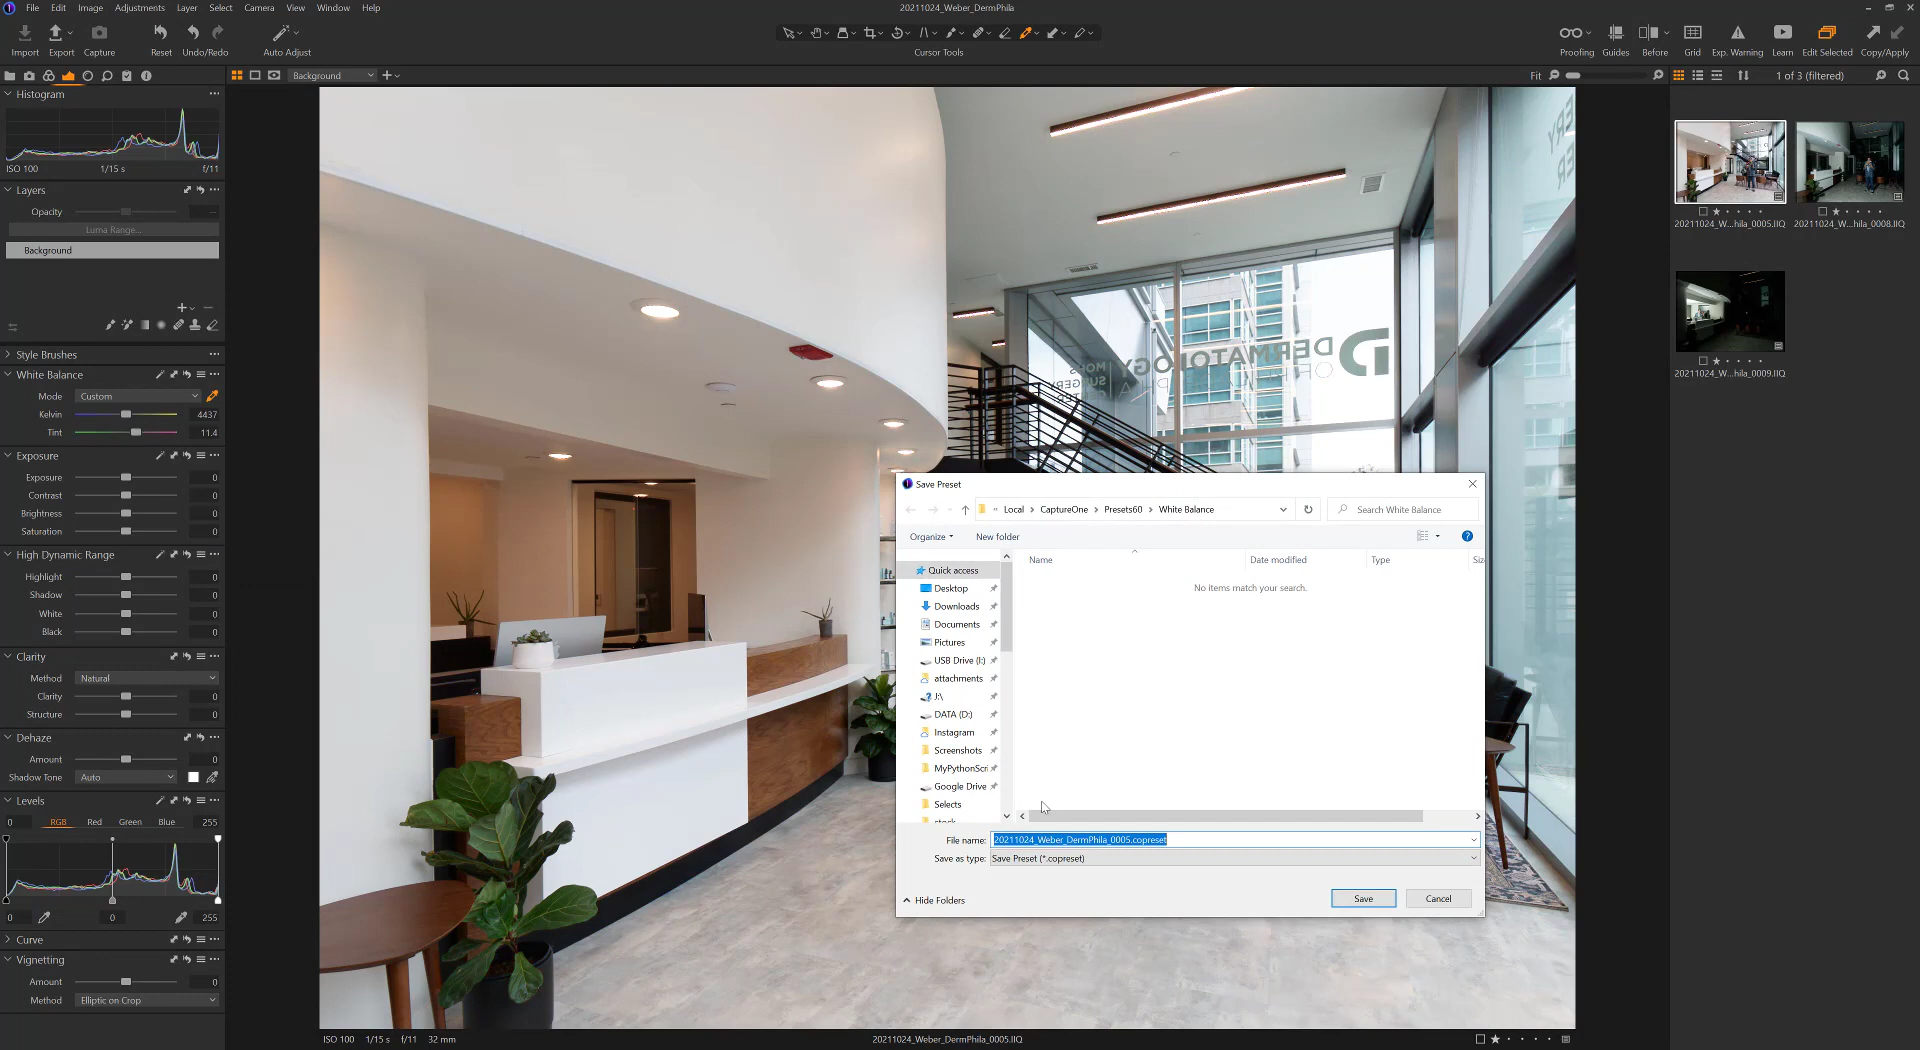 File Edit Image Adjustments Layer Select Camera View Window Help
20211024_Weber_DermPhila
Import Export Capture Reset Undo/Redo Auto Adjust
Cursor Tools
Proofing Guides Before Grid Exp. Warning Learn Edit Selected Copy/Apply
Background
Fit
1 of 3 (filtered)
Histogram
ISO 100 1/15 s f/11
Layers
Opacity
Luma Range...
Background
Style Brushes
White Balance
Mode Custom
Kelvin 4437
Tint 11.4
Exposure
Exposure 0
Contrast 0
Brightness 0
Saturation 0
High Dynamic Range
Highlight 0
Shadow 0
White 0
Black 0
Clarity
Method Natural
Clarity 0
Structure 0
Dehaze
Amount 0
Shadow Tone Auto
Levels
0 RGB Red Green Blue 255
0 0 255
Curve
Vignetting
Amount 0
Method Elliptic on Crop
DERMATOLOGY
MOHS
SURGERY
Save Preset
« Local › CaptureOne › Presets60 › White Balance
Search White Balance
Organize New folder
Quick access
Desktop
Downloads
Documents
Pictures
USB Drive (I:)
attachments
J:\
DATA (D:)
Instagram
Screenshots
MyPythonScri
Google Drive
Selects
Name Date modified Type Siz
No items match your search.
File name: 20211024_Weber_DermPhila_0005.copreset
Save as type: Save Preset (*.copreset)
Hide Folders
Save Cancel
20211024_W...hila_0005.IIQ
20211024_W...hila_0008.IIQ
20211024_W...hila_0009.IIQ
ISO 100 1/15 s f/11 32 mm
20211024_Weber_DermPhila_0005.IIQ